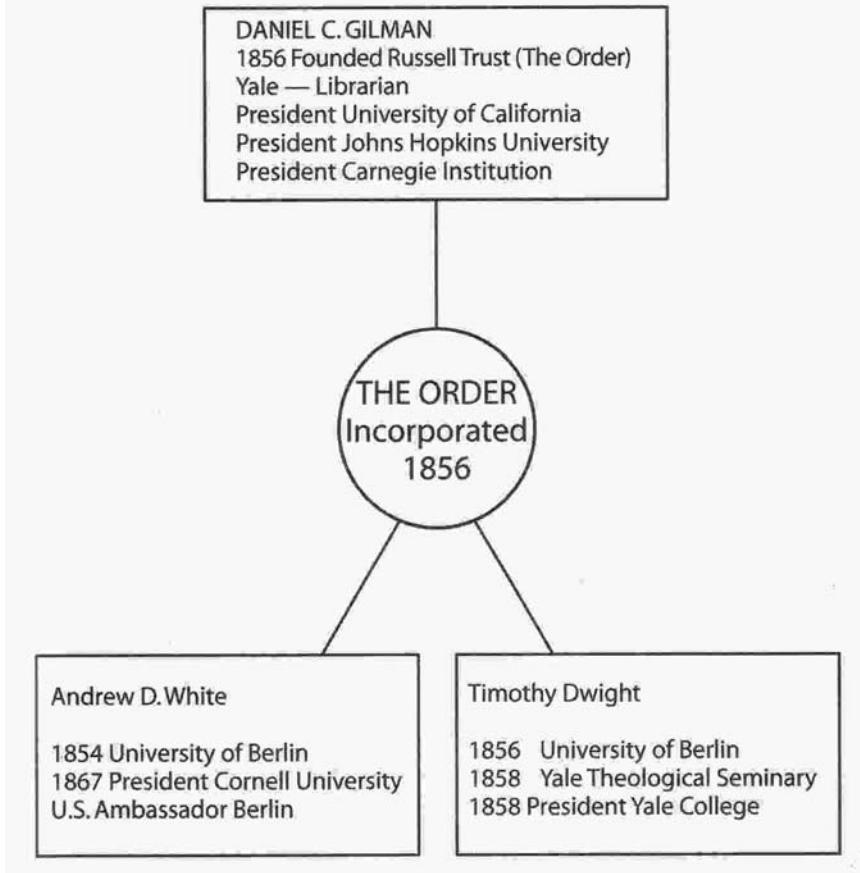 DANIEL C. GILMAN
1856 Founded Russell Trust (The Order)
Yale — Librarian
President University of California
President Johns Hopkins University
President Carnegie Institution
THE ORDER
Incorporated
1856
Andrew D. White
1854 University of Berlin
1867 President Cornell University
U.S. Ambassador Berlin
Timothy Dwight
1856 University of Berlin
1858 Yale Theological Seminary
1858 President Yale College